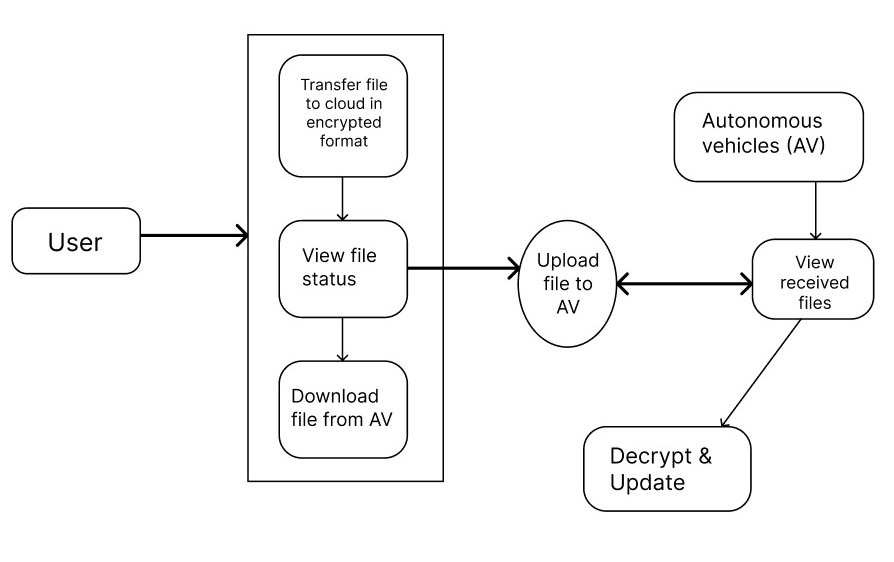 Transfer file
to cloud in
encrypted
format
User
View file
status
Download
file from AV
Upload
file to
AV
Autonomous
vehicles (AV)
View
received
files
Decrypt &
Update